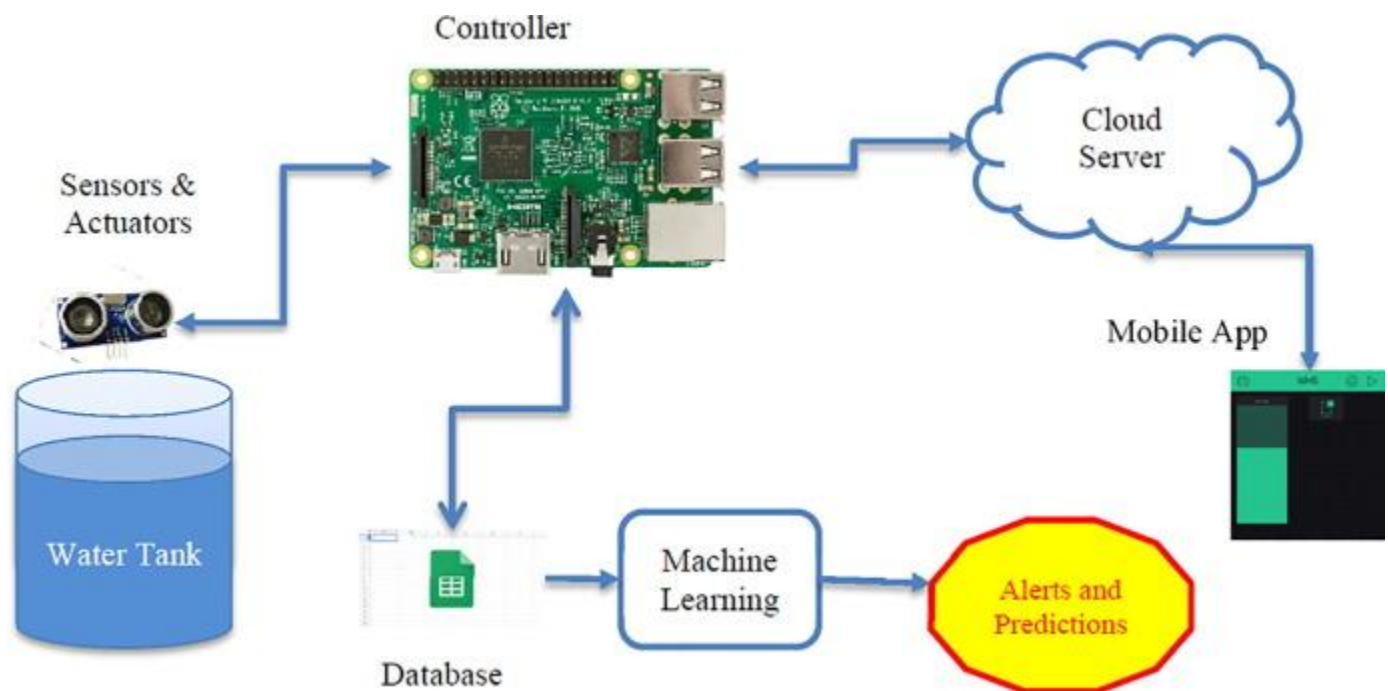 Controller
Cloud
Server
Sensors &
Actuators
Mobile App
Water Tank
Machine
Learning
Alerts and
Predictions
Database